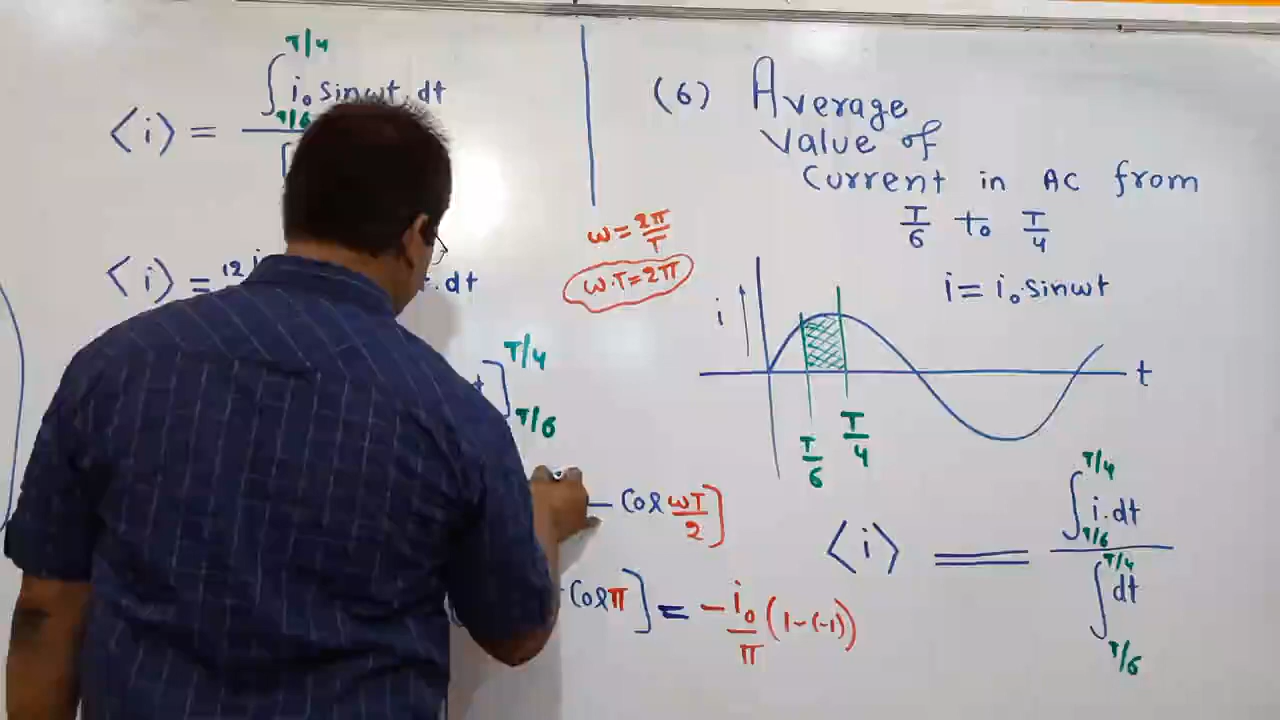 T/4
∫ i₀ sinωt.dt
T/6
⟨i⟩ =
⟨i⟩ = 12 i t.dt
T/4
T/6
– Cos ωT/2]
Cos π] = – i₀/π (1–(–1))
ω = 2π/T
ω.T = 2π
(6) Average
Value of
Current in AC from
T/6 to T/4
i = i₀ sinωt
i
t
T/6
T/4
⟨i⟩ = ∫ i.dt / ∫ dt
T/4
T/6
T/4
T/6